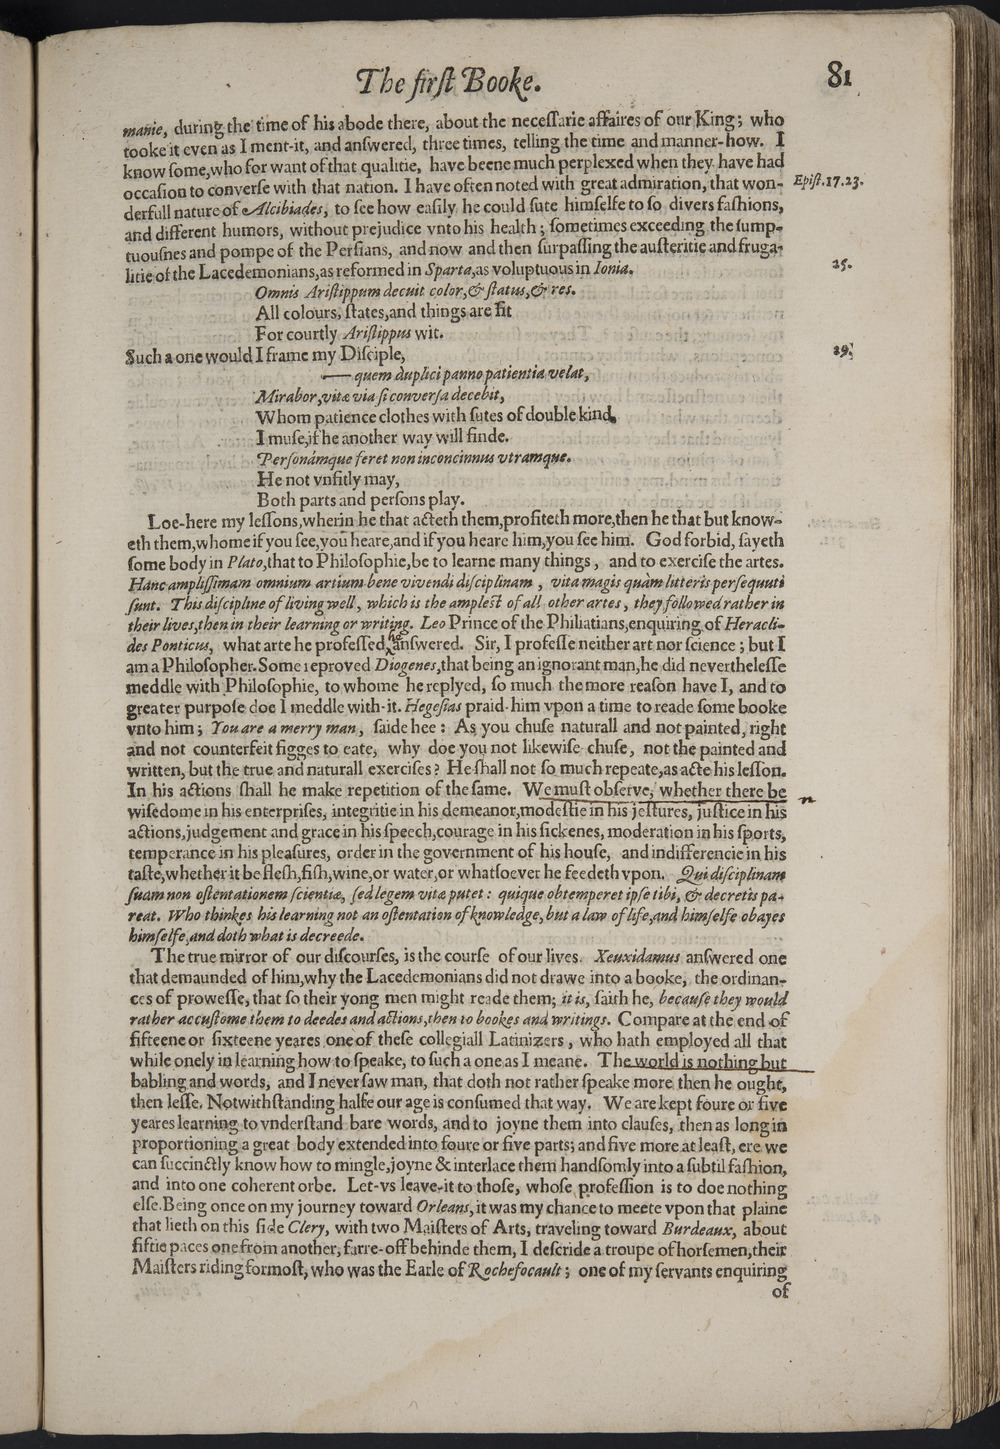 The firſt Booke.
81
manie, during the time of his abode there, about the neceſſarie affaires of our King; who
tooke it even as I ment-it, and anſwered, three times, telling the time and manner-how. I
know ſome, who for want of that qualitie, have beene much perplexed when they have had
occaſion to converſe with that nation. I have often noted with great admiration, that won-
Epiſt. 17.23.
derfull nature of Alcibiades, to ſee how eaſily he could ſute himſelfe to ſo divers faſhions,
and different humors, without prejudice vnto his health; ſometimes exceeding the ſump-
tuouſnes and pompe of the Perſians, and now and then ſurpaſſing the auſteritie and fruga-
litie of the Lacedemonians, as reformed in Sparta, as voluptuous in Ionia.
25.
Omnis Ariſtippum decuit color, & ſtatus, & res.
All colours, ſtates, and things are fit
For courtly Ariſtippus wit.
Such a one would I frame my Diſciple,
29.
— quem duplici panno patientia velat,
Mirabor, vitæ via ſi converſa decebit,
Whom patience clothes with ſutes of double kind,
I muſe, if he another way will finde.
Perſonámque feret non inconcinnus vtramque.
He not vnfitly may,
Both parts and perſons play.
Loe-here my leſſons, wherin he that acteth them, profiteth more, then he that but know-
eth them, whome if you ſee, you heare, and if you heare him, you ſee him. God forbid, ſayeth
ſome body in Plato, that to Philoſophie, be to learne many things, and to exerciſe the artes.
Hanc ampliſſimam omnium artium bene vivendi diſciplinam, vita magis quàm litteris perſequuti
ſunt. This diſcipline of living well, which is the ampleſt of all other artes, they followed rather in
their lives, then in their learning or writing. Leo Prince of the Phliatians, enquiring of Heracli-
des Ponticus, what arte he profeſſed, he anſwered. Sir, I profeſſe neither art nor ſcience; but I
am a Philoſopher. Some reproved Diogenes, that being an ignorant man, he did neverthe leſſe
meddle with Philoſophie, to whome he replyed, ſo much the more reaſon have I, and to
greater purpoſe doe I meddle with-it. Hegeſias praid-him vpon a time to reade ſome booke
vnto him; You are a merry man, ſaide hee: As you chuſe naturall and not painted, right
and not counterfeit figges to eate, why doe you not likewiſe chuſe, not the painted and
written, but the true and naturall exerciſes? He ſhall not ſo much repeate, as acte his leſſon.
In his actions ſhall he make repetition of the ſame. We muſt obſerve, whether there be
wiſedome in his enterpriſes, integritie in his demeanor, modeſtie in his jeſtures, juſtice in his
actions, judgement and grace in his ſpeech, courage in his ſickenes, moderation in his ſports,
temperance in his pleaſures, order in the government of his houſe, and indifferencie in his
taſte, whether it be fleſh, fiſh, wine, or water, or whatſoever he feedeth vpon. Qui diſciplinam
ſuam non oſtentationem ſcientiæ, ſed legem vitæ putet: quique obtemperet ipſe ſibi, & decretis pa-
reat. Who thinkes his learning not an oſtentation of knowledge, but a law of life, and himſelfe obayes
himſelfe, and doth what is decreede.
The true mirror of our diſcourſes, is the courſe of our lives. Xeuxidamus anſwered one
that demaunded of him, why the Lacedemonians did not drawe into a booke, the ordinan-
ces of proweſſe, that ſo their yong men might reade them; it is, ſaith he, becauſe they would
rather accuſtome them to deedes and actions, then to bookes and writings. Compare at the end of
fifteene or ſixteene yeares one of theſe collegiall Latinizers, who hath employed all that
while onely in learning how to ſpeake, to ſuch a one as I meane. The world is nothing but
babling and words, and I never ſaw man, that doth not rather ſpeake more then he ought,
then leſſe. Notwithſtanding halfe our age is conſumed that way. We are kept foure or five
yeares learning to vnderſtand bare words, and to joyne them into clauſes, then as long in
proportioning a great body extended into foure or five parts; and five more at leaſt, ere we
can ſuccinctly know how to mingle, joyne & interlace them handſomly into a ſubtil faſhion,
and into one coherent orbe. Let-vs leave-it to thoſe, whoſe profeſſion is to doe nothing
elſe. Being once on my journey toward Orleans, it was my chance to meete vpon that plaine
that lieth on this ſide Clery, with two Maiſters of Arts, traveling toward Burdeaux, about
fiftie paces one from another, farre-off behinde them, I deſcride a troupe of horſemen, their
Maiſters riding formoſt, who was the Earle of Rochefocault; one of my ſervants enquiring
of